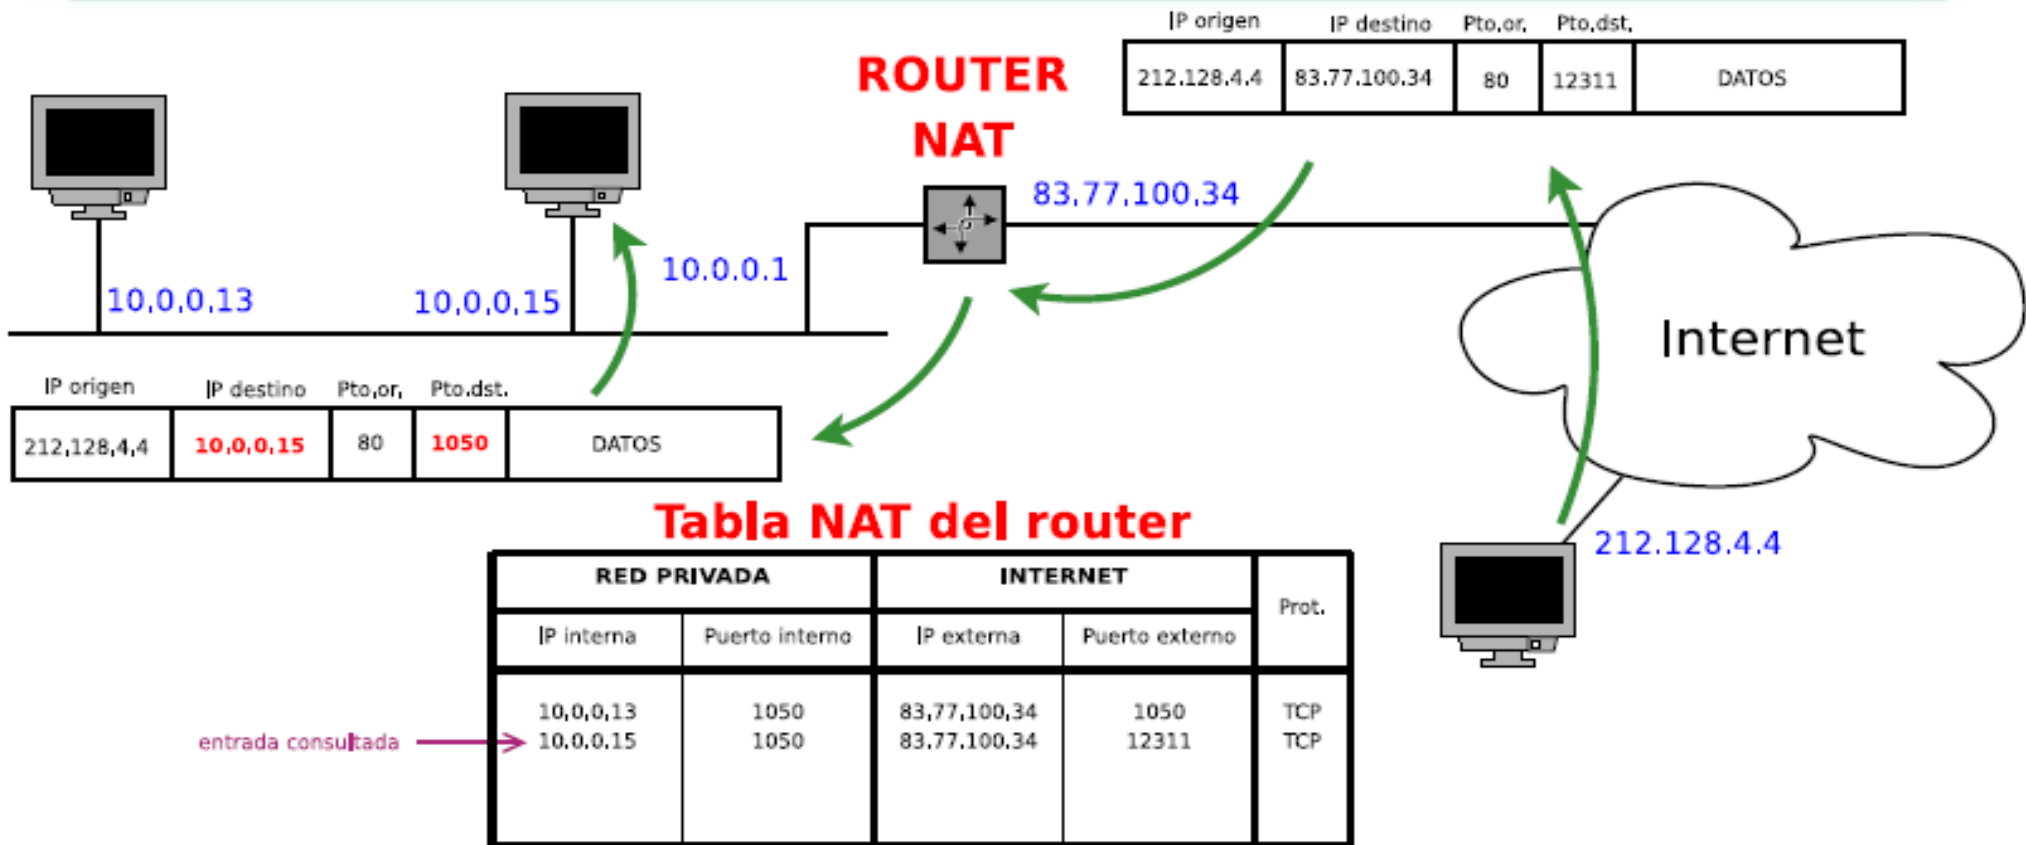 IP origen IP destino Pto.or. Pto.dst.
212.128.4.4 83.77.100.34 80 12311 DATOS
ROUTER
NAT
83.77.100.34
10.0.0.1
10.0.0.13
10.0.0.15
Internet
IP origen IP destino Pto.or. Pto.dst.
212.128.4.4 10.0.0.15 80 1050 DATOS
212.128.4.4
Tabla NAT del router
RED PRIVADA INTERNET Prot.
IP interna Puerto interno IP externa Puerto externo
10.0.0.13 1050 83.77.100.34 1050 TCP
entrada consultada 10.0.0.15 1050 83.77.100.34 12311 TCP